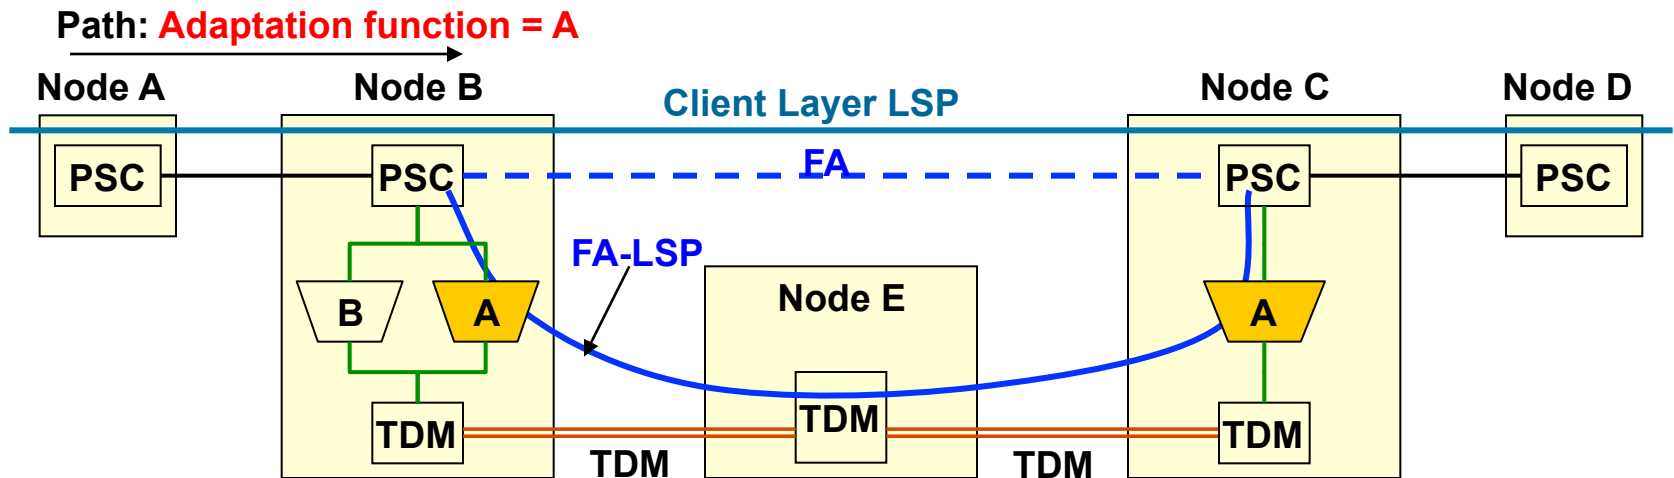 Path: Adaptation function = A
Node A
Node B
Client Layer LSP
Node C
Node D
PSC
PSC
FA
PSC
PSC
FA-LSP
Node E
B
A
A
TDM
TDM
TDM
TDM
TDM